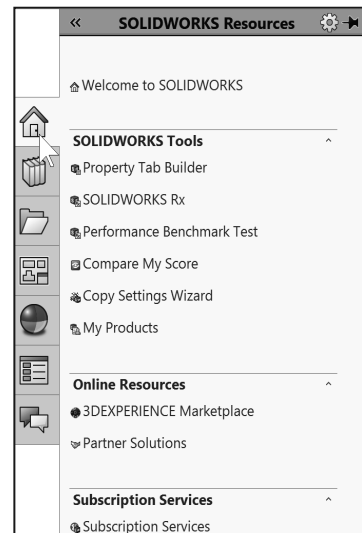 « SOLIDWORKS Resources
Welcome to SOLIDWORKS
SOLIDWORKS Tools
Property Tab Builder
SOLIDWORKS Rx
Performance Benchmark Test
Compare My Score
Copy Settings Wizard
My Products
Online Resources
3DEXPERIENCE Marketplace
Partner Solutions
Subscription Services
Subscription Services